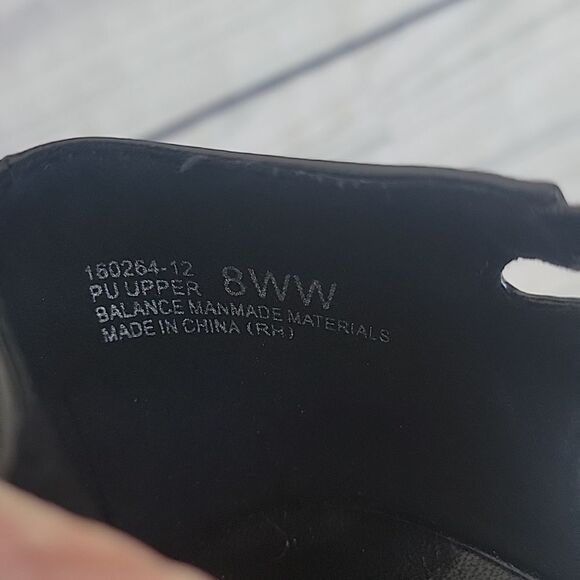 160264-12
PU UPPER 8WW
BALANCE MANMADE MATERIALS
MADE IN CHINA (RH)